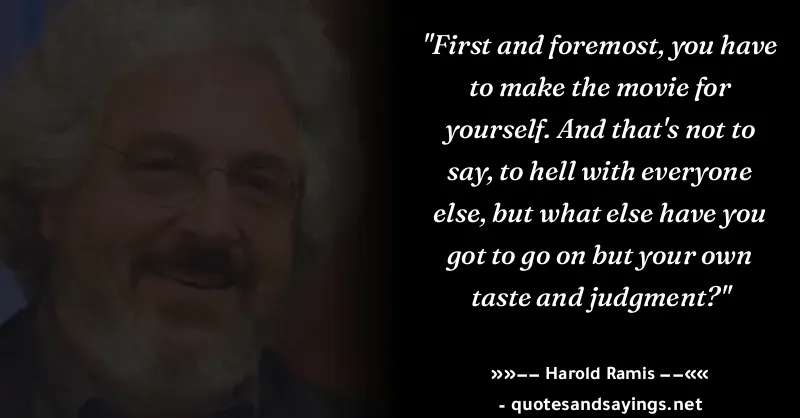 "First and foremost, you have
to make the movie for
yourself. And that's not to
say, to hell with everyone
else, but what else have you
got to go on but your own
taste and judgment?"
»»−− Harold Ramis −−««
- quotesandsayings.net